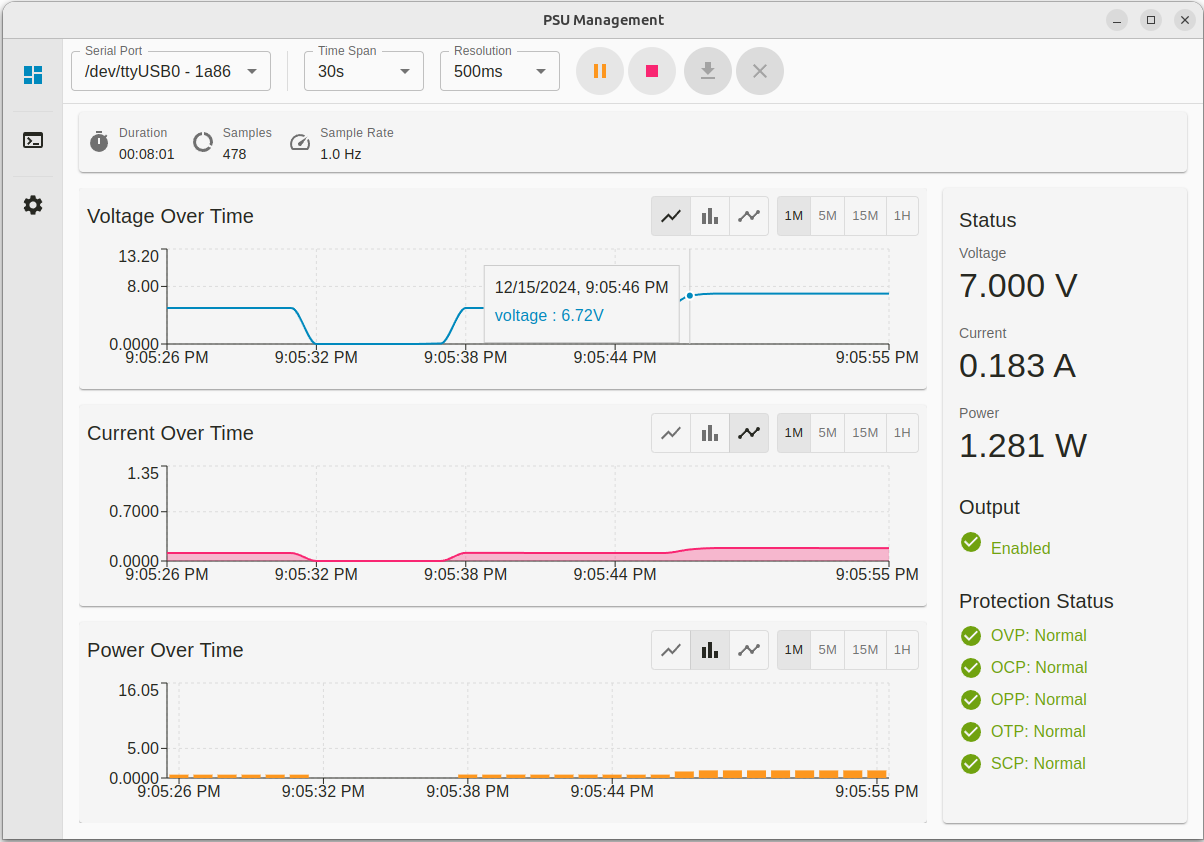 PSU Management
Serial Port
/dev/ttyUSB0 - 1a86
Time Span
30s
Resolution
500ms
Duration
00:08:01
Samples
478
Sample Rate
1.0 Hz
Voltage Over Time
1M 5M 15M 1H
13.20
8.00
0.0000
12/15/2024, 9:05:46 PM
voltage : 6.72V
9:05:26 PM 9:05:32 PM 9:05:38 PM 9:05:44 PM 9:05:55 PM
Current Over Time
1M 5M 15M 1H
1.35
0.7000
0.0000
9:05:26 PM 9:05:32 PM 9:05:38 PM 9:05:44 PM 9:05:55 PM
Power Over Time
1M 5M 15M 1H
16.05
5.00
0.0000
9:05:26 PM 9:05:32 PM 9:05:38 PM 9:05:44 PM 9:05:55 PM
Status
Voltage
7.000 V
Current
0.183 A
Power
1.281 W
Output
Enabled
Protection Status
OVP: Normal
OCP: Normal
OPP: Normal
OTP: Normal
SCP: Normal